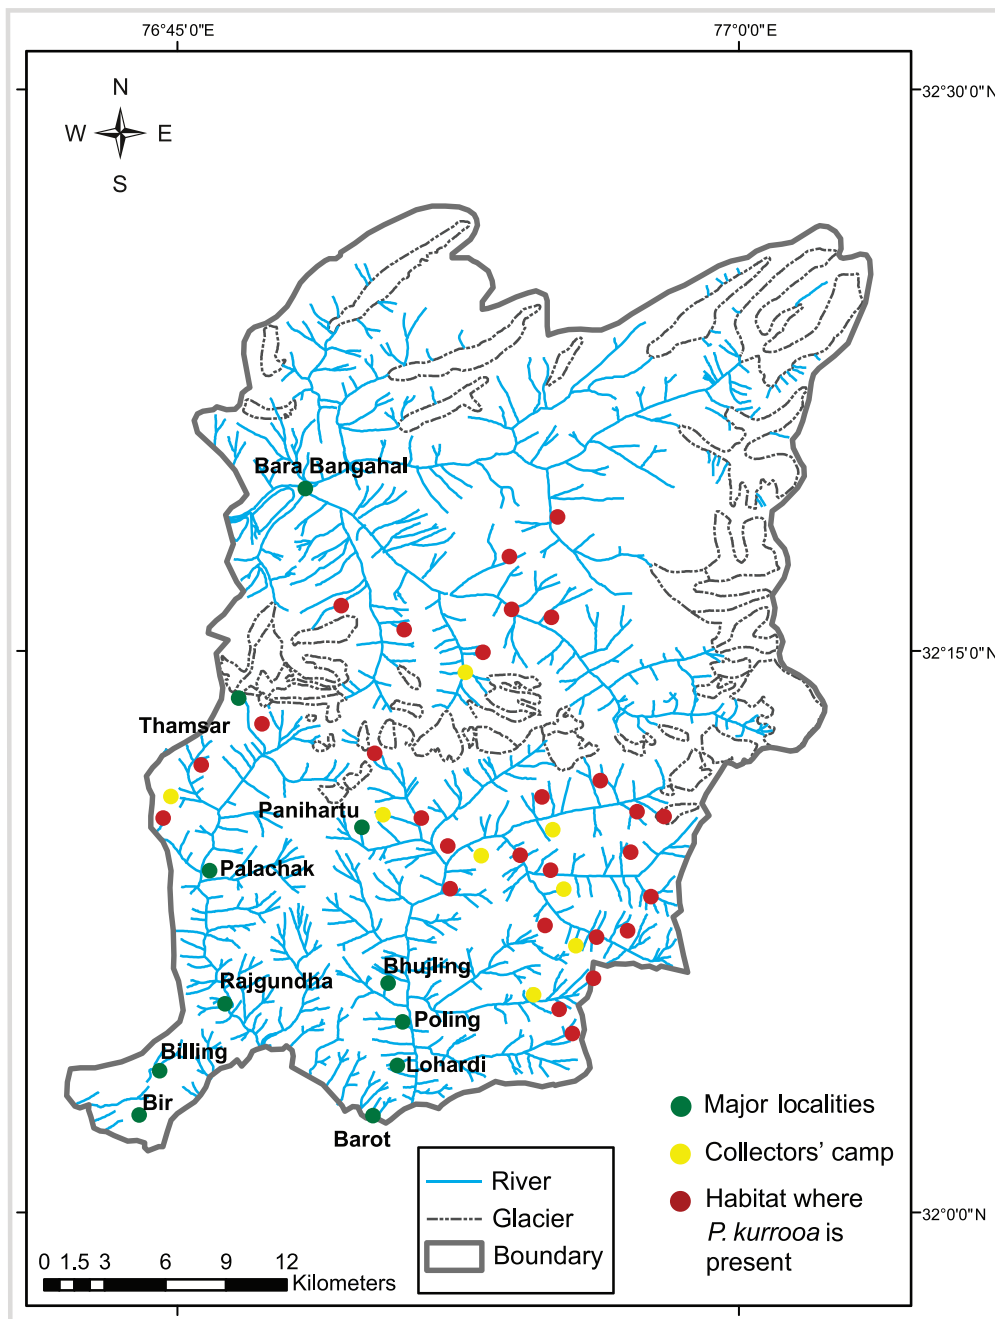 76°45'0"E
77°0'0"E
32°30'0"N
N
W E
S
Bara Bangahal
32°15'0"N
Thamsar
Panihartu
Palachak
Rajgundha
Bhujling
Poling
Billing
Lohardi
Bir
Barot
Major localities
Collectors' camp
Habitat where
P. kurrooa is
present
River
Glacier
Boundary
32°0'0"N
0 1.5 3 6 9 12
Kilometers